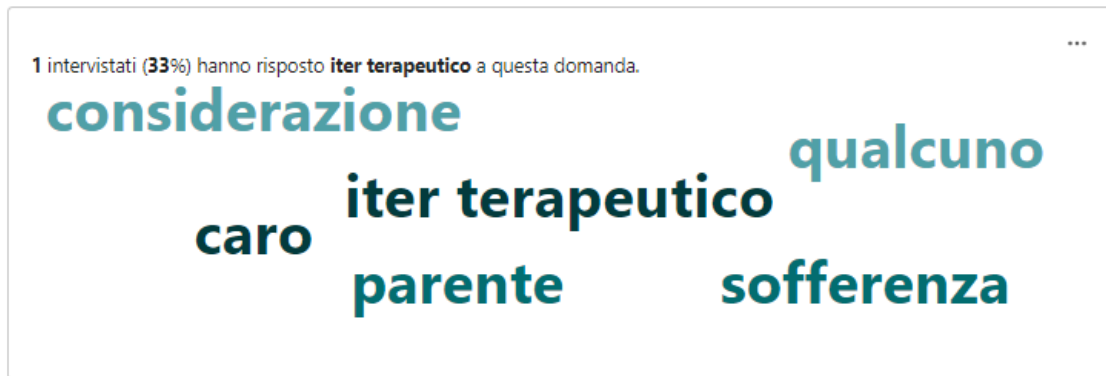 ...
1 intervistati (33%) hanno risposto iter terapeutico a questa domanda.
considerazione
qualcuno
iter terapeutico
caro
parente sofferenza